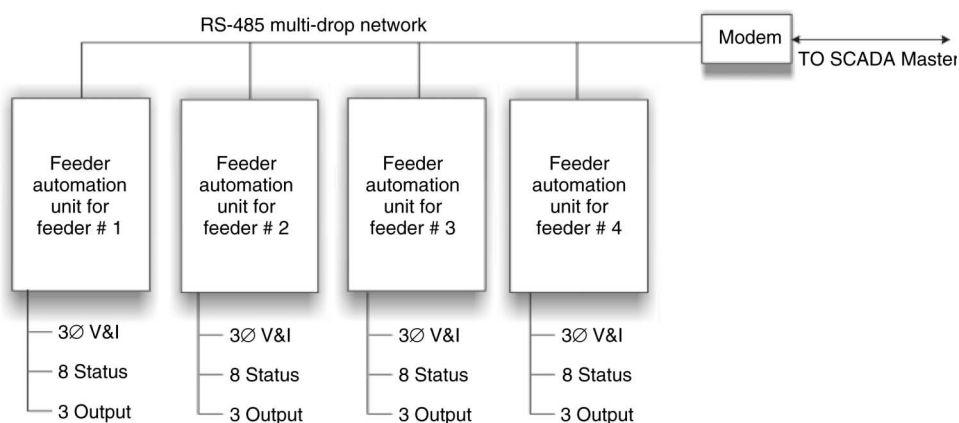 RS-485 multi-drop network
Modem
TO SCADA Master
Feeder
automation
unit for
feeder # 1
Feeder
automation
unit for
feeder # 2
Feeder
automation
unit for
feeder # 3
Feeder
automation
unit for
feeder # 4
3∅ V&I
8 Status
3 Output
3∅ V&I
8 Status
3 Output
3∅ V&I
8 Status
3 Output
3∅ V&I
8 Status
3 Output